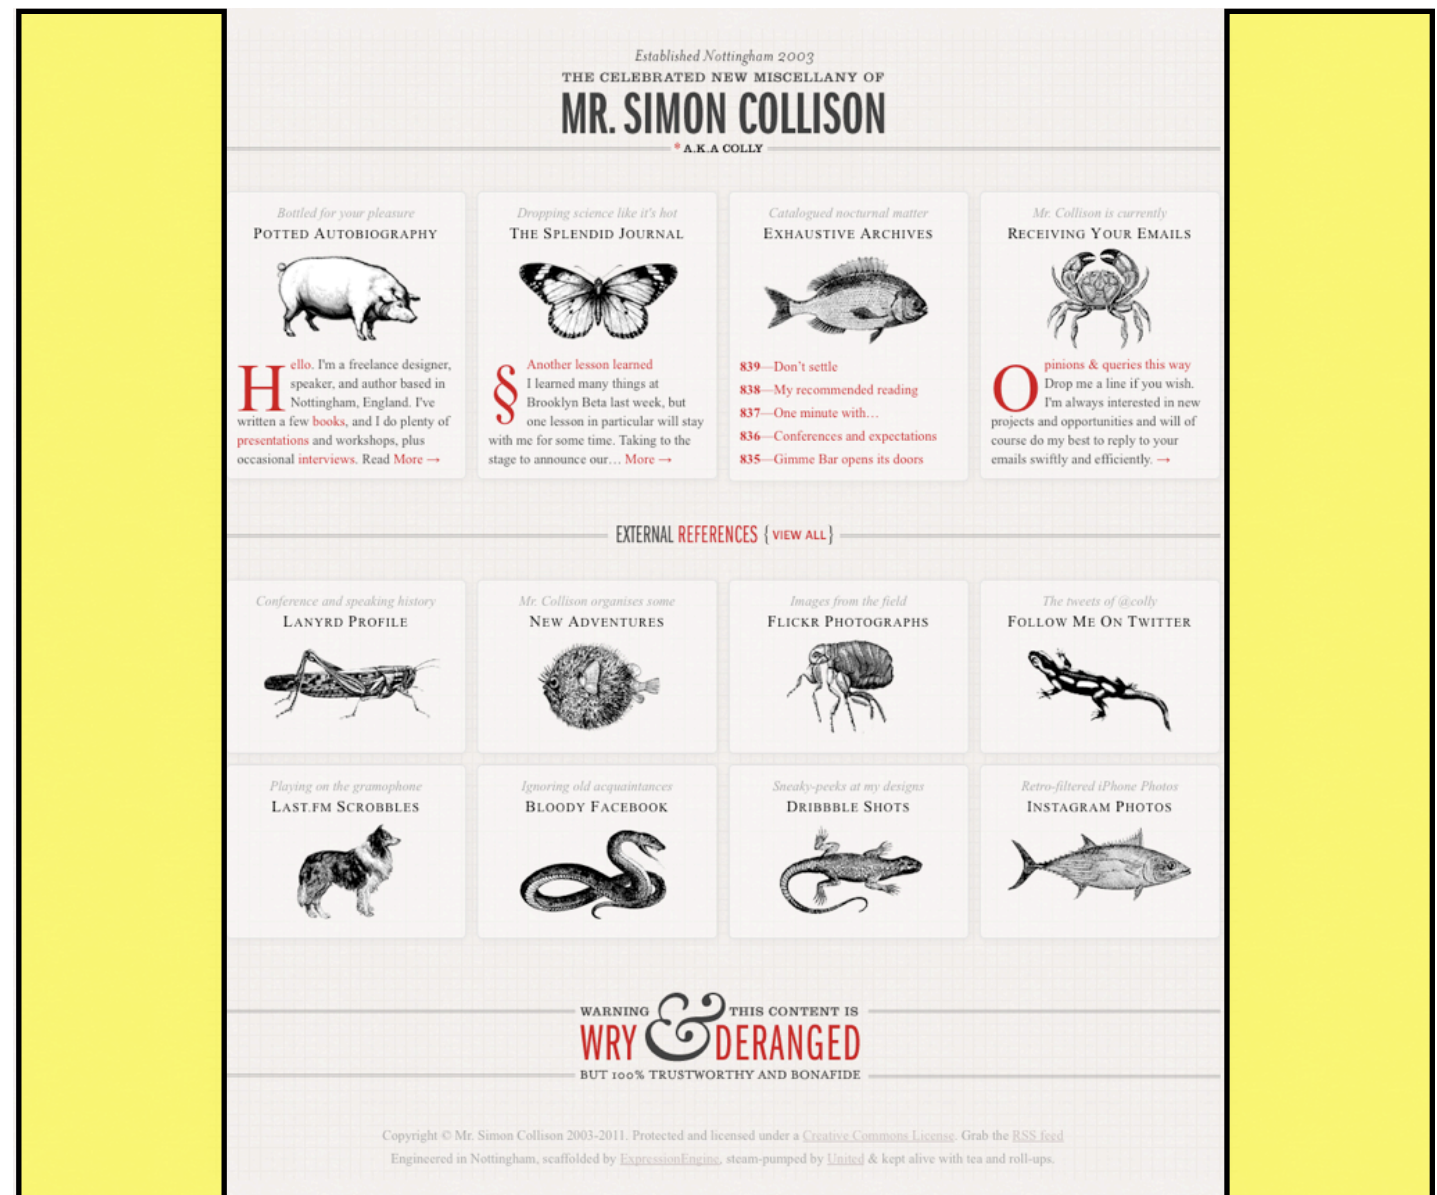 Established Nottingham 2003
THE CELEBRATED NEW MISCELLANY OF
MR. SIMON COLLISON
* A.K.A COLLY
Bottled for your pleasure
POTTED AUTOBIOGRAPHY
Hello. I'm a freelance designer,
speaker, and author based in
Nottingham, England. I've
written a few books, and I do plenty of
presentations and workshops, plus
occasional interviews. Read More →
Dropping science like it's hot
THE SPLENDID JOURNAL
§ Another lesson learned
I learned many things at
Brooklyn Beta last week, but
one lesson in particular will stay
with me for some time. Taking to the
stage to announce our… More →
Catalogued nocturnal matter
EXHAUSTIVE ARCHIVES
839—Don't settle
838—My recommended reading
837—One minute with…
836—Conferences and expectations
835—Gimme Bar opens its doors
Mr. Collison is currently
RECEIVING YOUR EMAILS
Opinions & queries this way
Drop me a line if you wish.
I'm always interested in new
projects and opportunities and will of
course do my best to reply to your
emails swiftly and efficiently. →
EXTERNAL REFERENCES {VIEW ALL}
Conference and speaking history
LANYRD PROFILE
Mr. Collison organises some
NEW ADVENTURES
Images from the field
FLICKR PHOTOGRAPHS
The tweets of @colly
FOLLOW ME ON TWITTER
Playing on the gramophone
LAST.FM SCROBBLES
Ignoring old acquaintances
BLOODY FACEBOOK
Sneaky-peeks at my designs
DRIBBBLE SHOTS
Retro-filtered iPhone Photos
INSTAGRAM PHOTOS
WARNING THIS CONTENT IS
WRY & DERANGED
BUT 100% TRUSTWORTHY AND BONAFIDE
Copyright © Mr. Simon Collison 2003-2011. Protected and licensed under a Creative Commons License. Grab the RSS feed
Engineered in Nottingham, scaffolded by ExpressionEngine, steam-pumped by United & kept alive with tea and roll-ups.